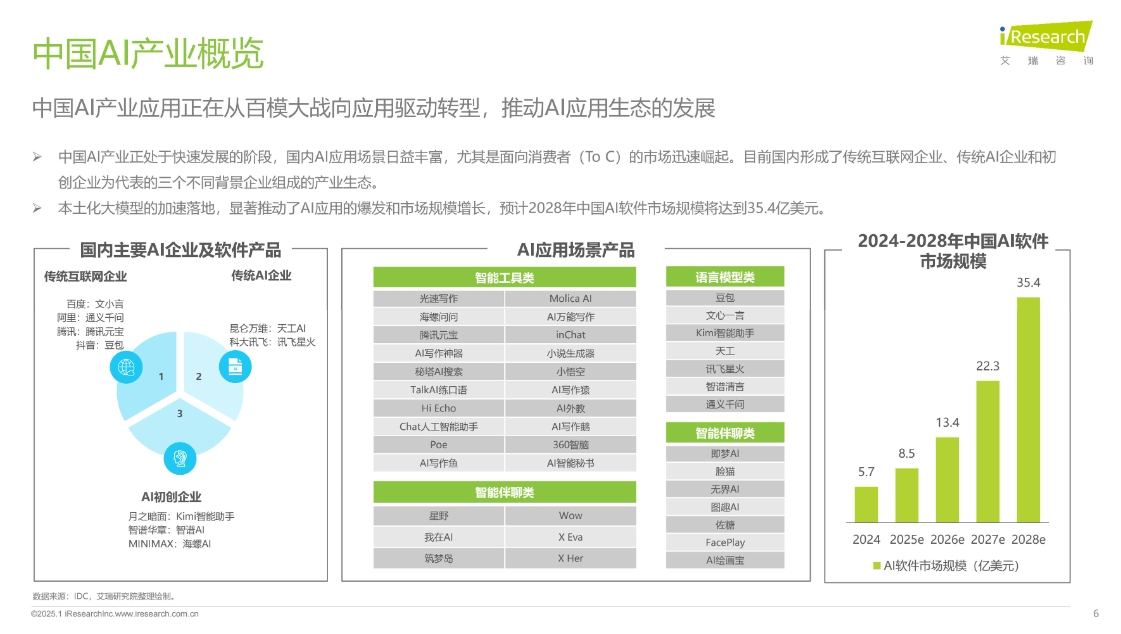 中国AI产业概览
iResearch
艾 瑞 咨 询
中国AI产业应用正在从百模大战向应用驱动转型，推动AI应用生态的发展
➢ 中国AI产业正处于快速发展的阶段，国内AI应用场景日益丰富，尤其是面向消费者（To C）的市场迅速崛起。目前国内形成了传统互联网企业、传统AI企业和初
创企业为代表的三个不同背景企业组成的产业生态。
➢ 本土化大模型的加速落地，显著推动了AI应用的爆发和市场规模增长，预计2028年中国AI软件市场规模将达到35.4亿美元。
国内主要AI企业及软件产品
传统互联网企业
传统AI企业
百度：文小言
阿里：通义千问
腾讯：腾讯元宝
抖音：豆包
昆仑万维：天工AI
科大讯飞：讯飞星火
1
2
3
AI初创企业
月之暗面：Kimi智能助手
智谱华章：智谱AI
MINIMAX：海螺AI
AI应用场景产品
智能工具类
光速写作 Molica AI
海螺问问 AI万能写作
腾讯元宝 inChat
AI写作神器 小说生成器
秘塔AI搜索 小悟空
TalkAI练口语 AI写作猿
Hi Echo AI外教
Chat人工智能助手 AI写作鹅
Poe 360智脑
AI写作鱼 AI智能秘书
智能伴聊类
星野 Wow
我在AI X Eva
筑梦岛 X Her
语言模型类
豆包
文心一言
Kimi智能助手
天工
讯飞星火
智谱清言
通义千问
智能伴聊类
即梦AI
脸猫
无界AI
图趣AI
佐糖
FacePlay
AI绘画宝
2024-2028年中国AI软件
市场规模
35.4
22.3
13.4
8.5
5.7
2024 2025e 2026e 2027e 2028e
AI软件市场规模（亿美元）
数据来源：IDC，艾瑞研究院整理绘制。
©2025.1 iResearchInc.www.iresearch.com.cn
6